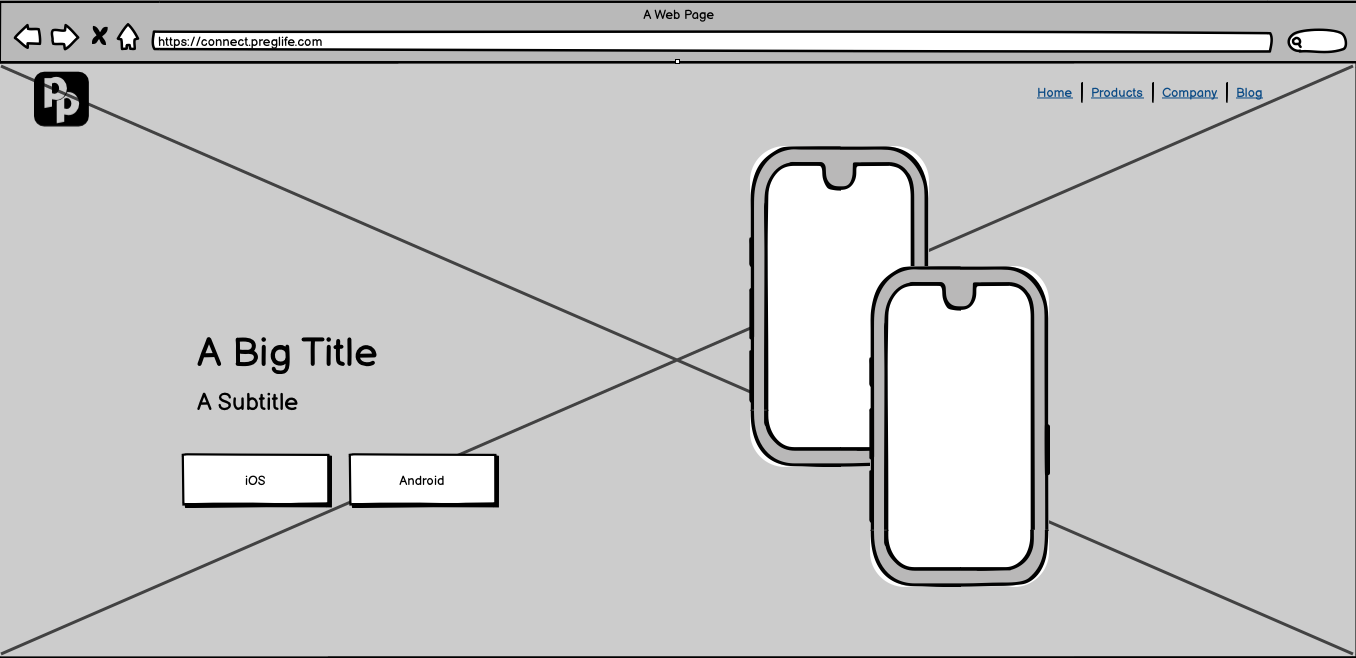 A Web Page
https://connect.preglife.com
PP
Home Products Company Blog
A Big Title
A Subtitle
iOS
Android